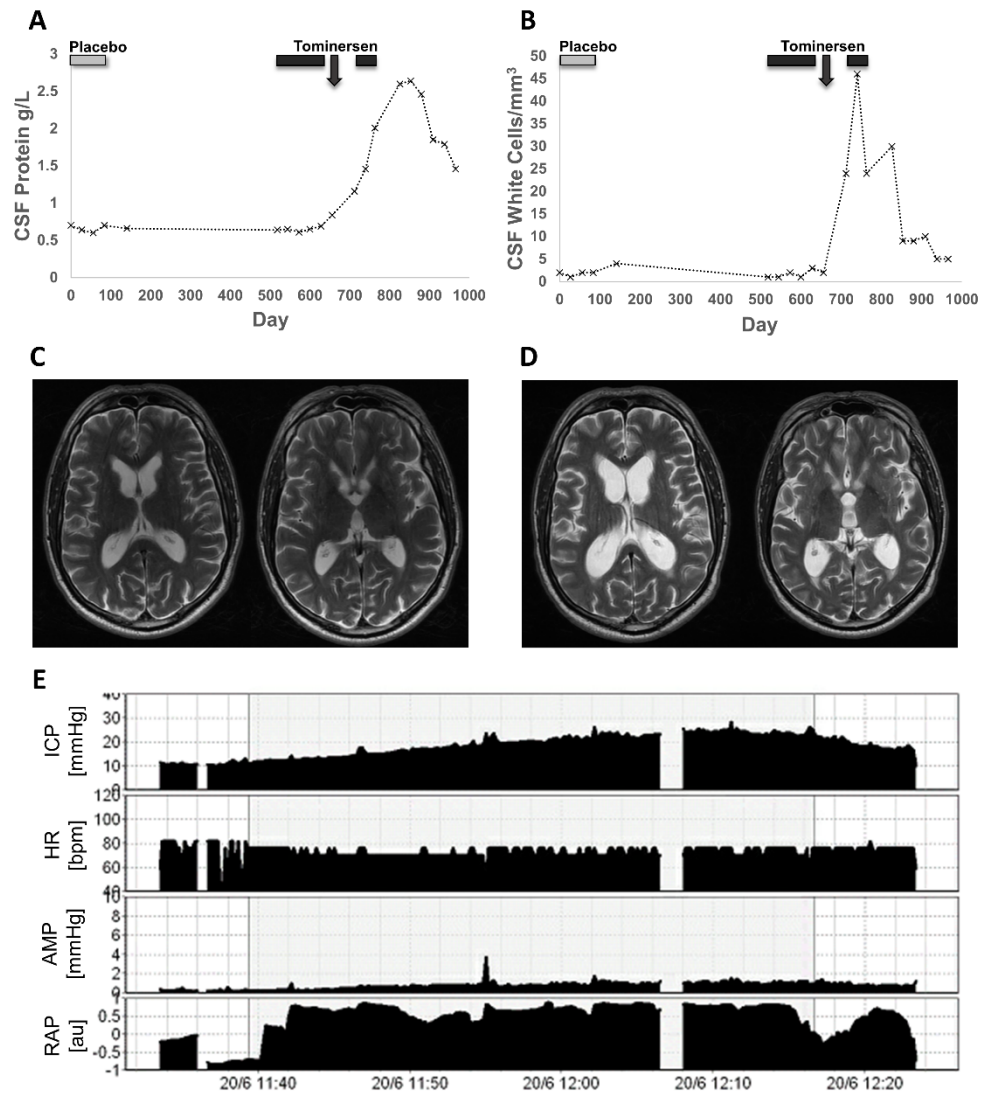 A
Placebo
Tominersen
CSF Protein g/L
3
2.5
2
1.5
1
0.5
0
0 100 200 300 400 500 600 700 800 900 1000
Day
B
Placebo
Tominersen
CSF White Cells/mm³
50
45
40
35
30
25
20
15
10
5
0
0 100 200 300 400 500 600 700 800 900 1000
Day
C
D
E
ICP
[mmHg]
40
30
20
10
0
HR
[bpm]
120
100
80
60
40
AMP
[mmHg]
10
8
6
4
2
0
RAP
[au]
1
0.5
0
-0.5
-1
20/6 11:40 20/6 11:50 20/6 12:00 20/6 12:10 20/6 12:20